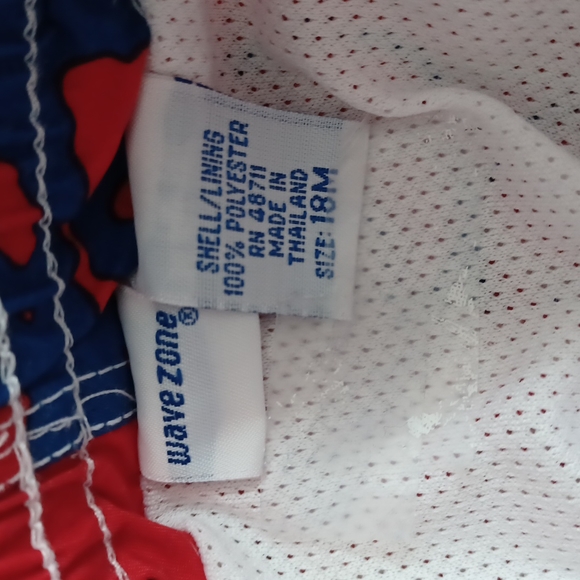 SHELL/LINING
100% POLYESTER
RN 48711
MADE IN
THAILAND
SIZE: 18M
wave zone®